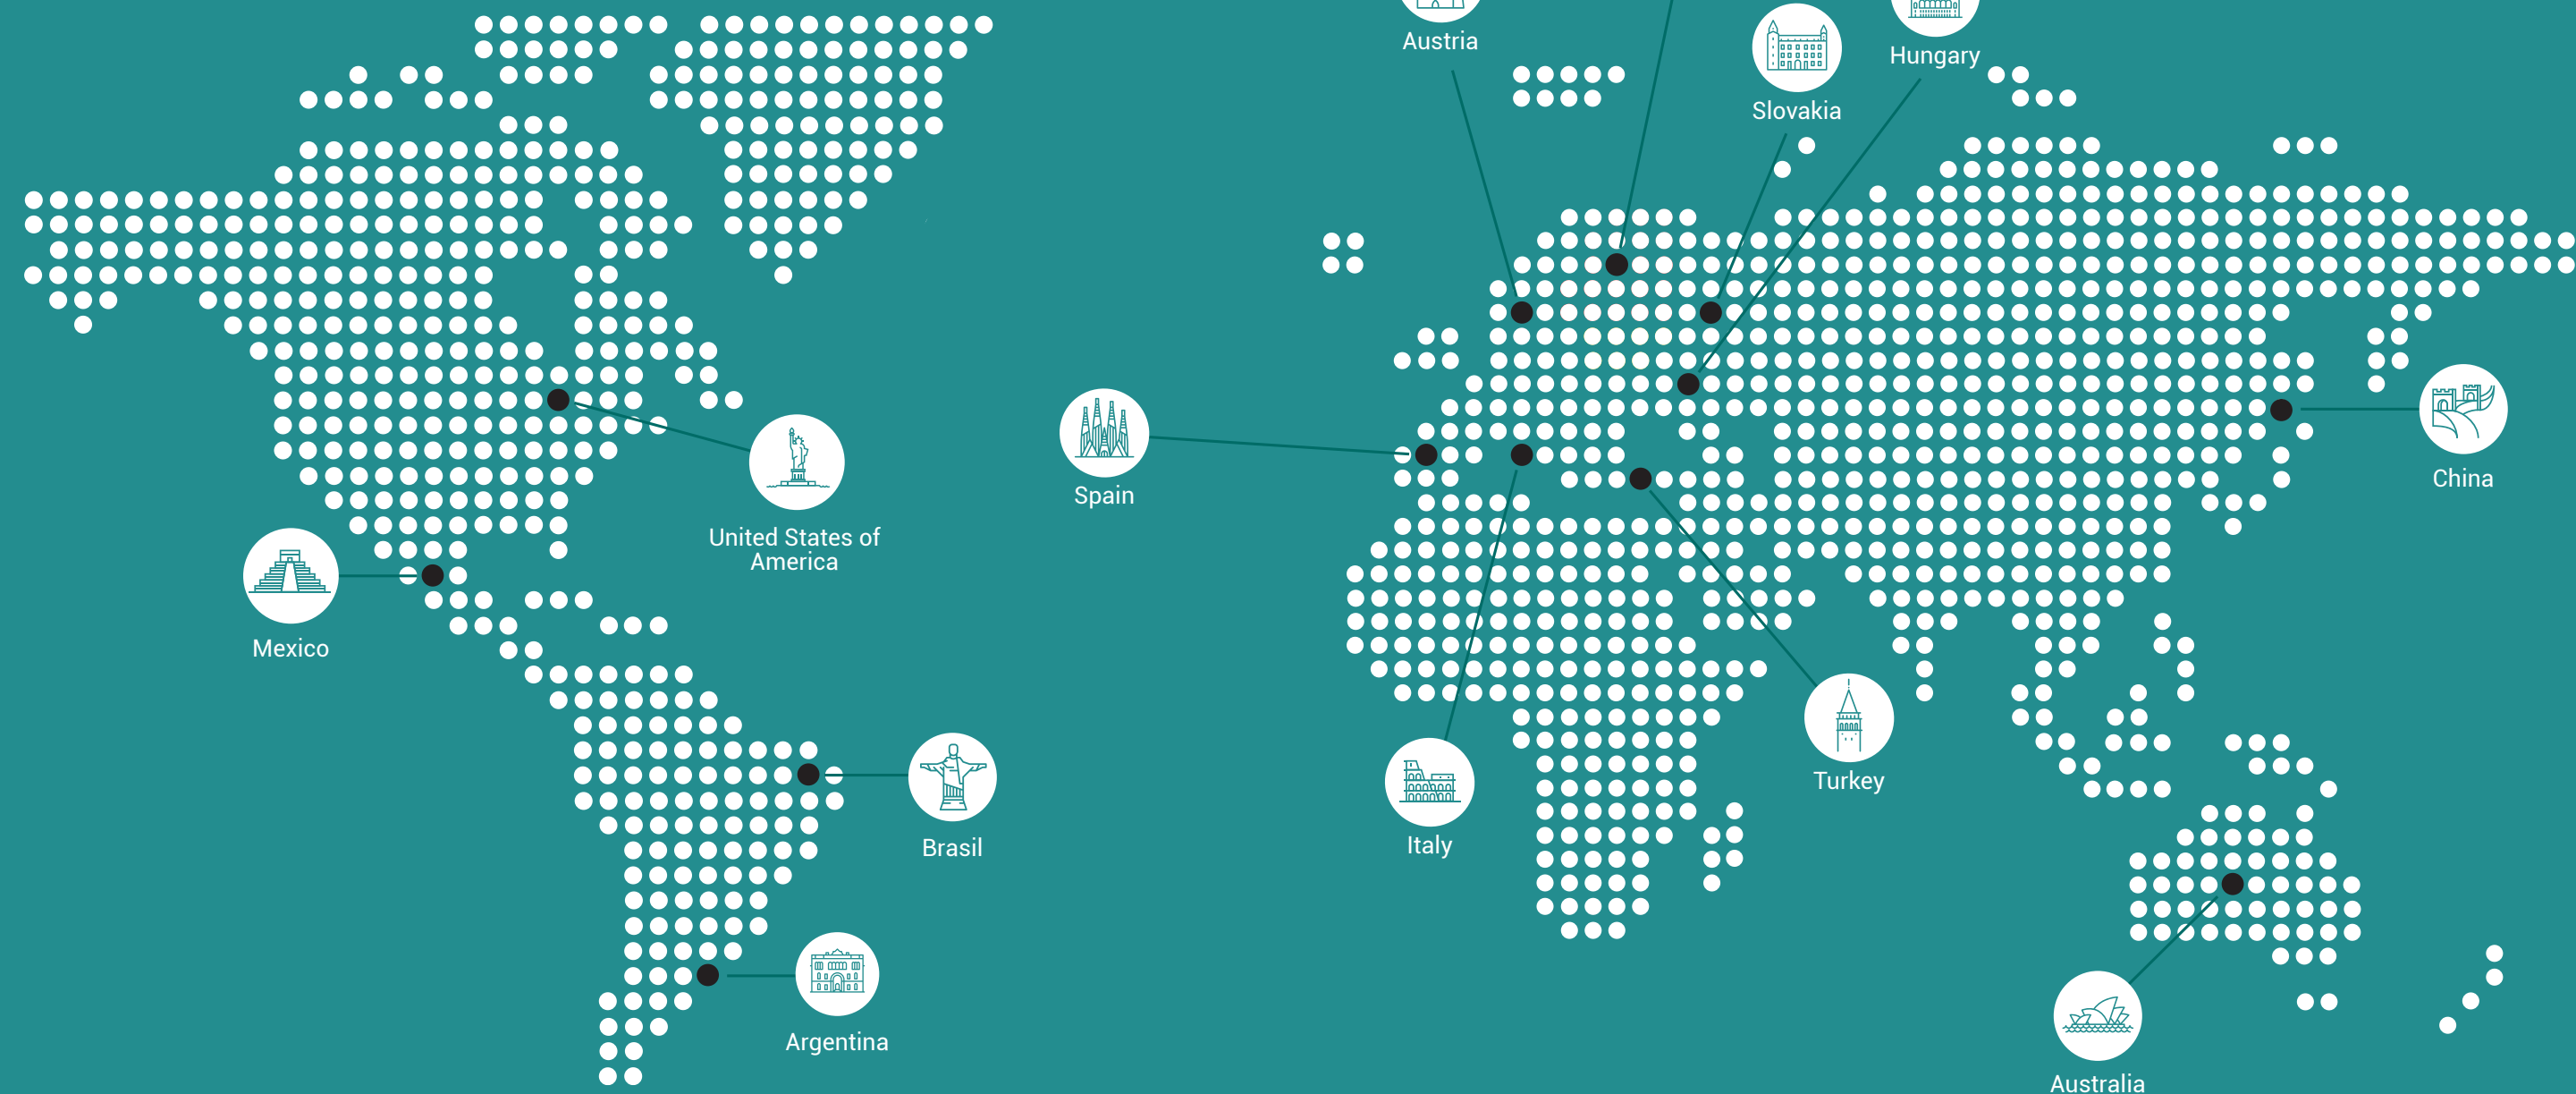 Austria
Hungary
Slovakia
Spain
China
United States of
America
Mexico
Turkey
Italy
Brasil
Argentina
Australia